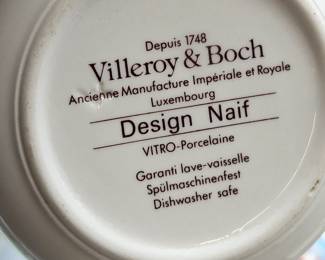 Depuis 1748
Villeroy & Boch
Ancienne Manufacture Impériale et Royale
Luxembourg
Design Naif
VITRO-Porcelaine
Garanti lave-vaisselle
Spülmaschinenfest
Dishwasher safe